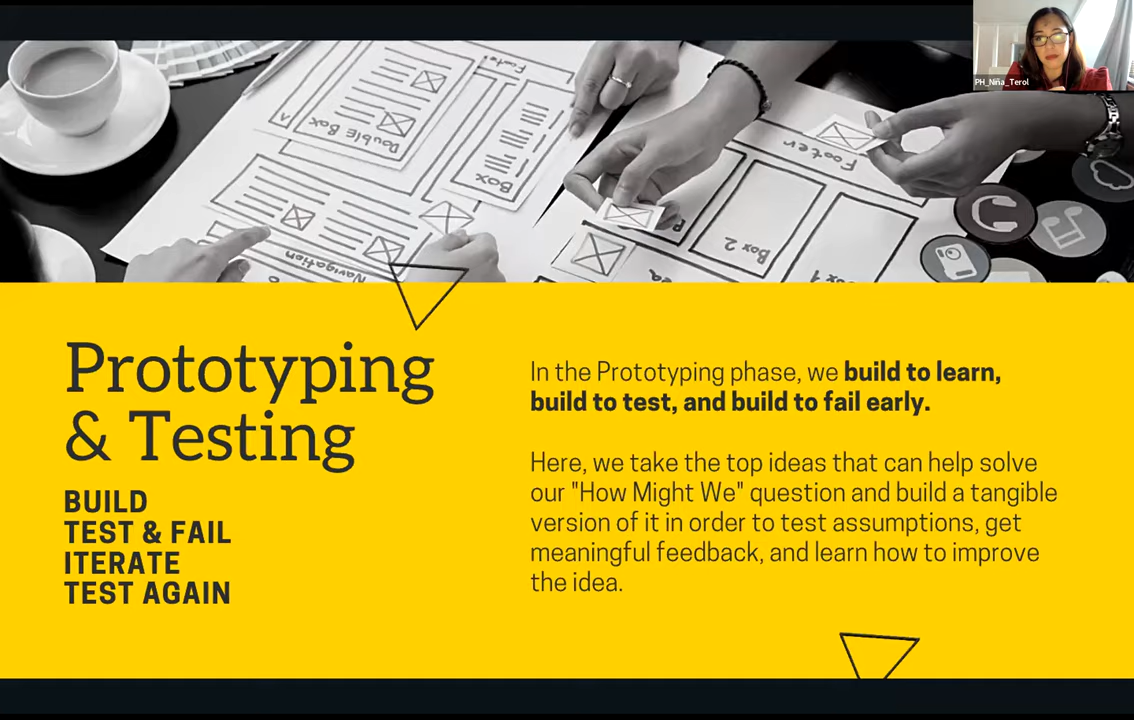 PH_Niña_Terol
Footer
Double Box
Box
Footer
Box 2
Box 1
Navigation
Prototyping
& Testing
BUILD
TEST & FAIL
ITERATE
TEST AGAIN
In the Prototyping phase, we build to learn,
build to test, and build to fail early.
Here, we take the top ideas that can help solve
our "How Might We" question and build a tangible
version of it in order to test assumptions, get
meaningful feedback, and learn how to improve
the idea.